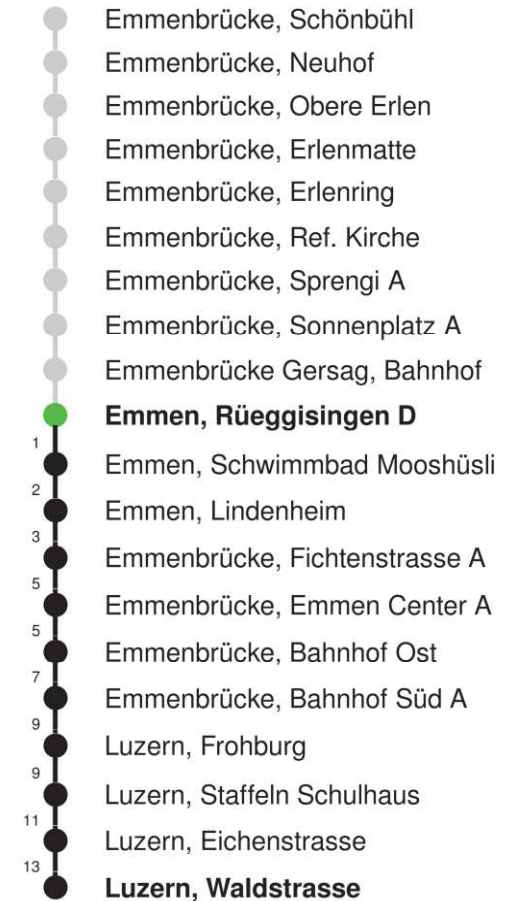 Emmenbrücke, Schönbühl
Emmenbrücke, Neuhof
Emmenbrücke, Obere Erlen
Emmenbrücke, Erlenmatte
Emmenbrücke, Erlenring
Emmenbrücke, Ref. Kirche
Emmenbrücke, Sprengi A
Emmenbrücke, Sonnenplatz A
Emmenbrücke Gersag, Bahnhof
Emmen, Rüeggisingen D
1 Emmen, Schwimmbad Mooshüsli
2 Emmen, Lindenheim
3 Emmenbrücke, Fichtenstrasse A
5 Emmenbrücke, Emmen Center A
5 Emmenbrücke, Bahnhof Ost
7 Emmenbrücke, Bahnhof Süd A
9 Luzern, Frohburg
9 Luzern, Staffeln Schulhaus
11 Luzern, Eichenstrasse
13 Luzern, Waldstrasse